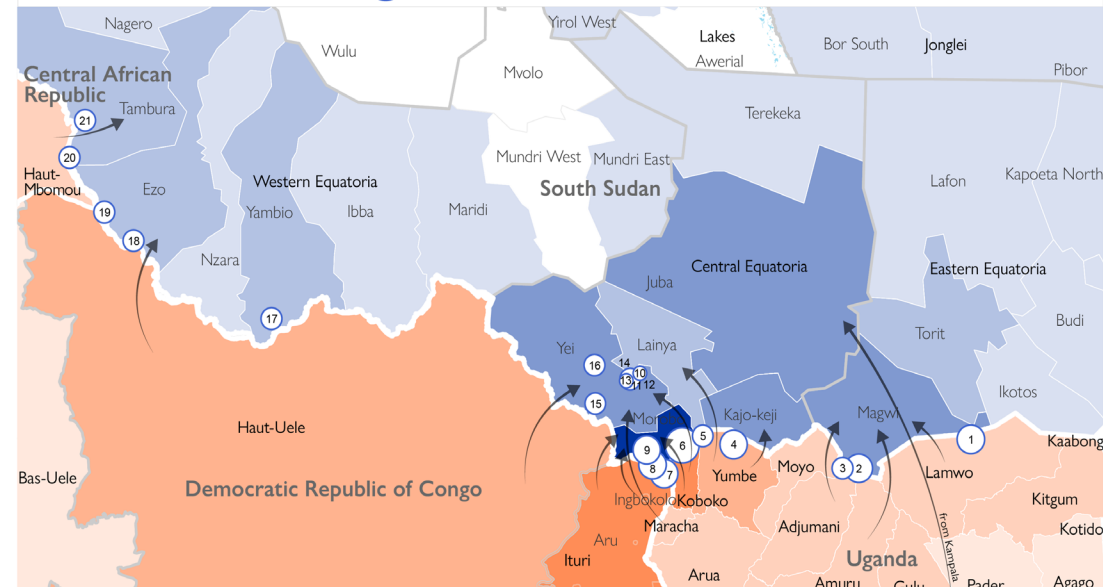 Nagero
Yirol West
Wulu
Lakes
Awerial
Bor South
Jonglei
Pibor
Mvolo
Central African
Republic
Tambura
Terekeka
21
20
Haut-
Mbomou
Ezo
Western Equatoria
Mundri West
Mundri East
South Sudan
Lafon
Kapoeta North
19
Yambio
Ibba
Maridi
18
Nzara
Juba
Central Equatoria
Eastern Equatoria
17
Yei
Lainya
Torit
Budi
16
14
10
13
11
12
Ikotos
15
Mor
Kajo-keji
Magwi
Haut-Uele
9
6
5
4
1
Kaabong
8
7
3
2
Bas-Uele
Democratic Republic of Congo
Yumbe
Moyo
Lamwo
Ingbokolo
Koboko
Kitgum
Maracha
Adjumani
Kotido
from Kampala
Aru
Ituri
Uganda
Arua
Amuru
Gulu
Pader
Agago